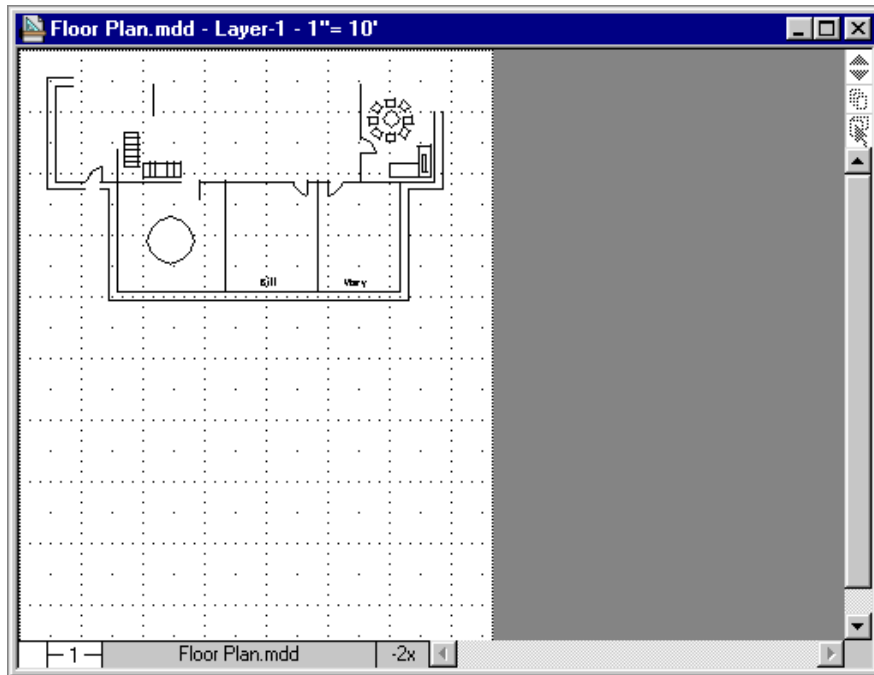 Floor Plan.mdd - Layer-1 - 1"= 10'
Bill Mary
1 Floor Plan.mdd -2x